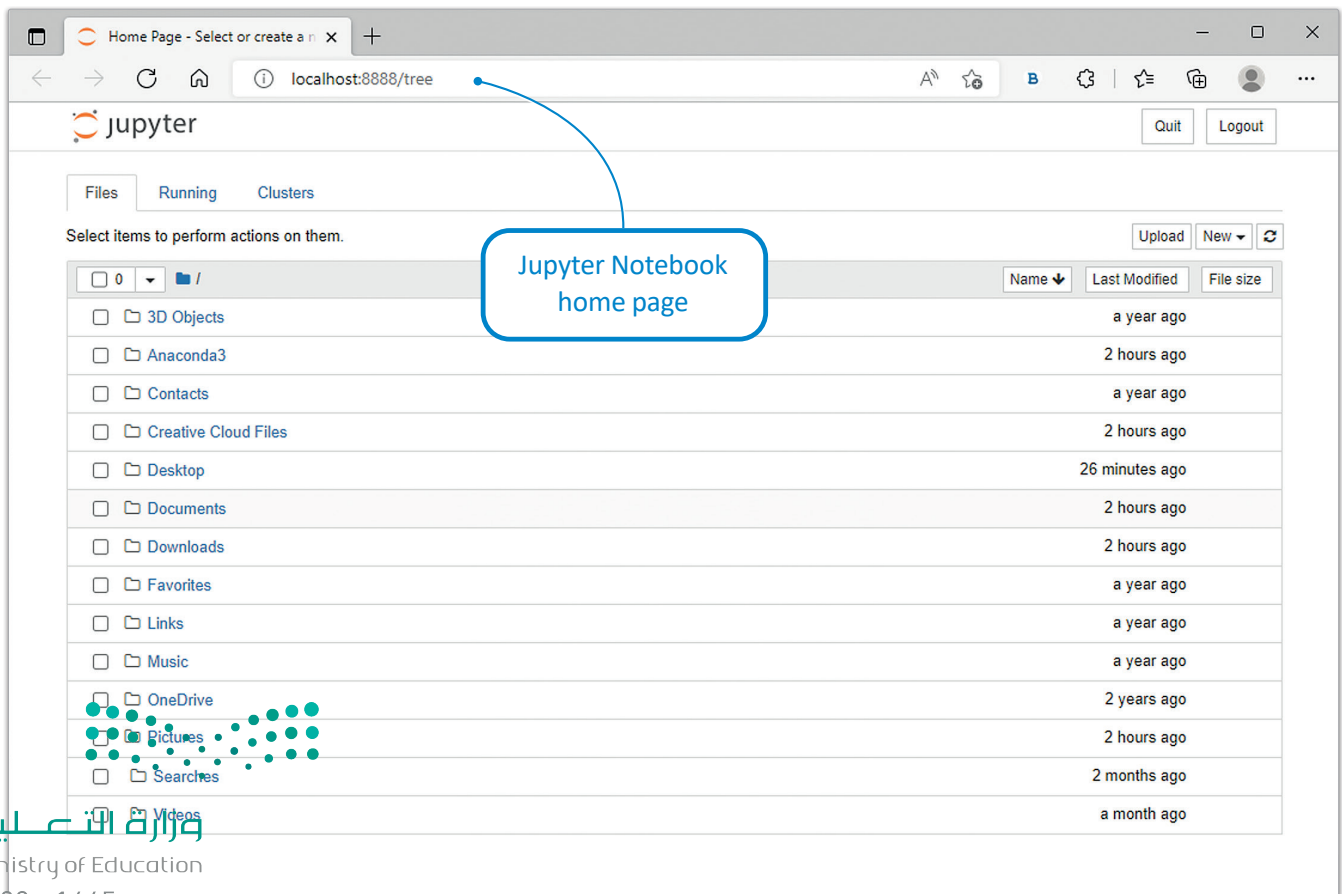 Home Page - Select or create a n
localhost:8888/tree
jupyter
Quit Logout
Files Running Clusters
Select items to perform actions on them.
Upload New
Jupyter Notebook
home page
0 /
Name Last Modified File size
3D Objects a year ago
Anaconda3 2 hours ago
Contacts a year ago
Creative Cloud Files 2 hours ago
Desktop 26 minutes ago
Documents 2 hours ago
Downloads 2 hours ago
Favorites a year ago
Links a year ago
Music a year ago
OneDrive 2 years ago
Pictures 2 hours ago
Searches 2 months ago
Videos a month ago
وزارة
of Education